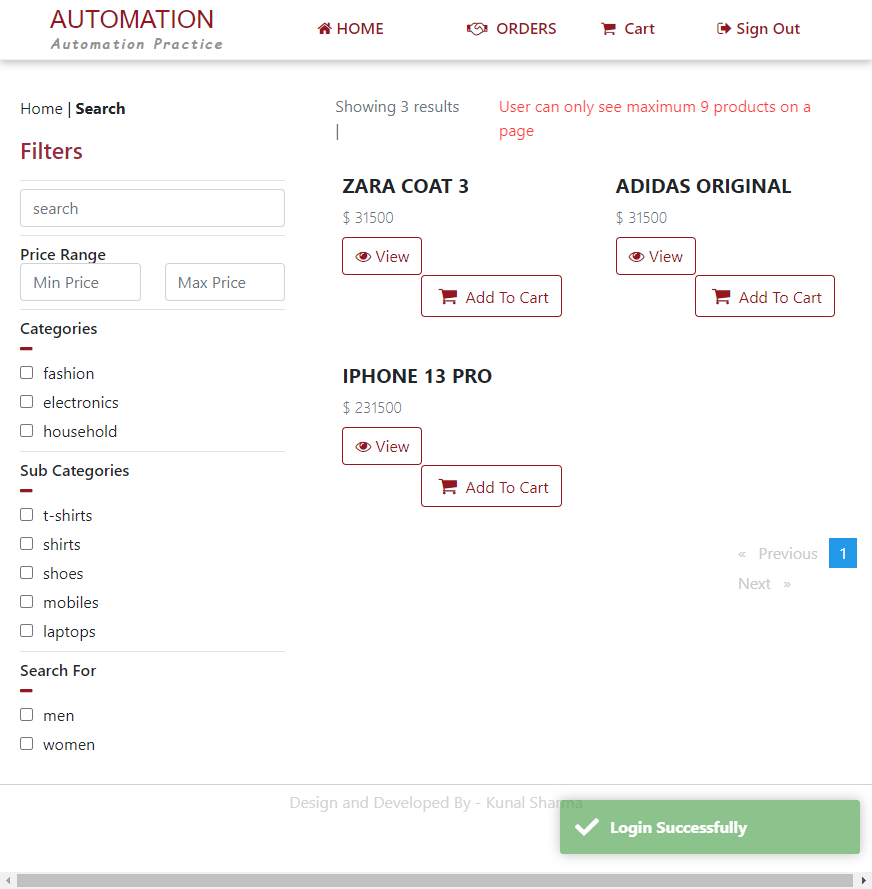 AUTOMATION
Automation Practice
HOME
ORDERS
Cart
Sign Out
Home | Search
Filters
search
Price Range
Min Price
Max Price
Categories
fashion
electronics
household
Sub Categories
t-shirts
shirts
shoes
mobiles
laptops
Search For
men
women
Showing 3 results
|
User can only see maximum 9 products on a
page
ZARA COAT 3
$ 31500
View
Add To Cart
ADIDAS ORIGINAL
$ 31500
View
Add To Cart
IPHONE 13 PRO
$ 231500
View
Add To Cart
« Previous 1
Next »
Design and Developed By - Kunal Sharma
Login Successfully